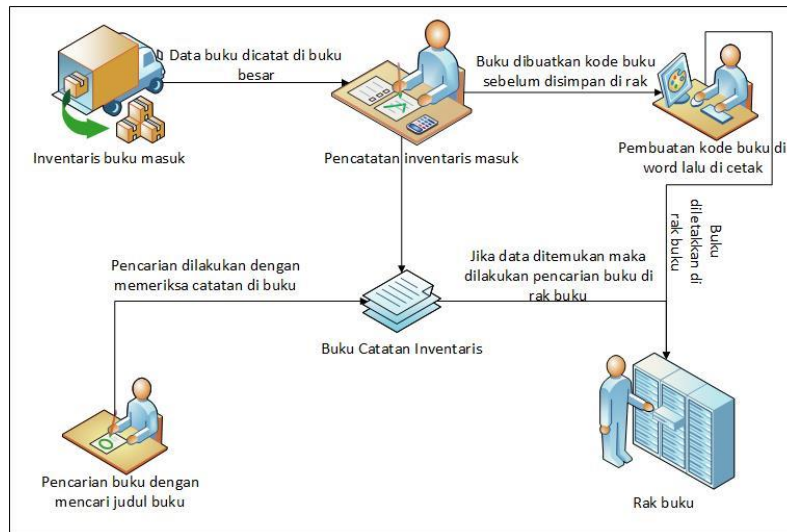 Data buku dicatat di buku
besar
Buku dibuatkan kode buku
sebelum disimpan di rak
Inventaris buku masuk
Pencatatan inventaris masuk
Pembuatan kode buku di
word lalu di cetak
Buku
diletakkan di
rak buku
Pencarian dilakukan dengan
memeriksa catatan di buku
Jika data ditemukan maka
dilakukan pencarian buku di
rak buku
Buku Catatan Inventaris
Pencarian buku dengan
mencari judul buku
Rak buku